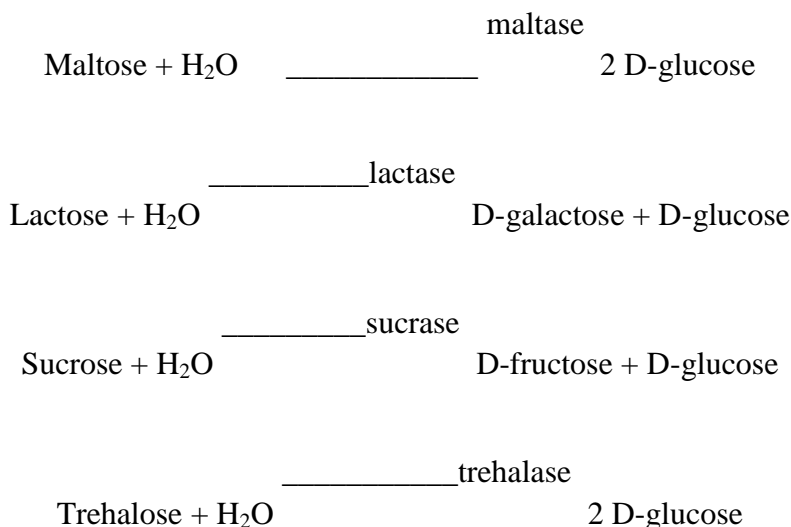 maltase
Maltose + H₂O ____________ 2 D-glucose
__________lactase
Lactose + H₂O D-galactose + D-glucose
_________sucrase
Sucrose + H₂O D-fructose + D-glucose
___________trehalase
Trehalose + H₂O 2 D-glucose